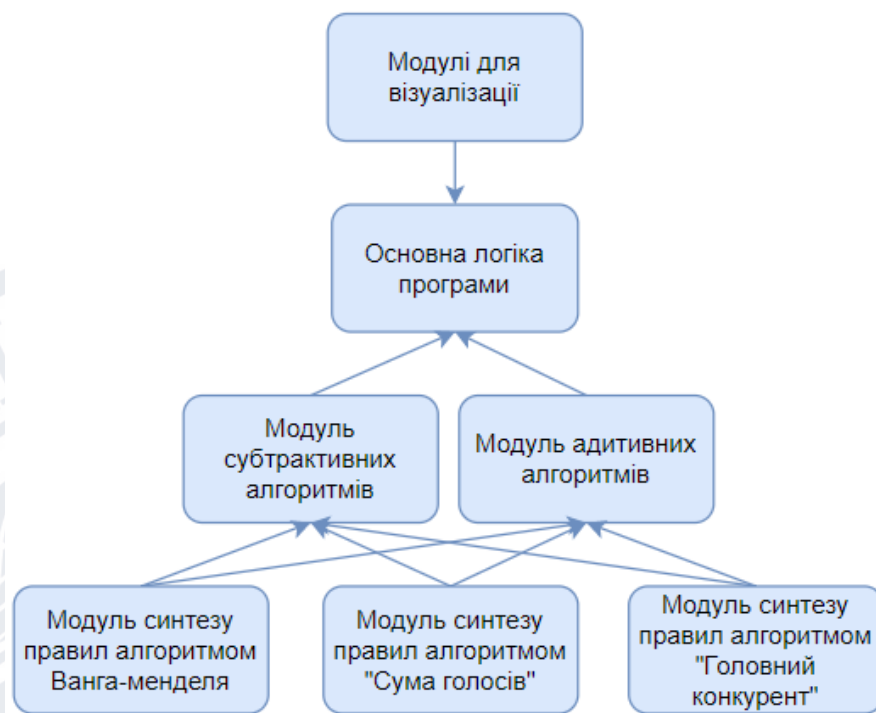 Модулі для
візуалізації
Основна логіка
програми
Модуль
субтрактивних
алгоритмів
Модуль адитивних
алгоритмів
Модуль синтезу
правил алгоритмом
Ванга-менделя
Модуль синтезу
правил алгоритмом
"Сума голосів"
Модуль синтезу
правил алгоритмом
"Головний
конкурент"